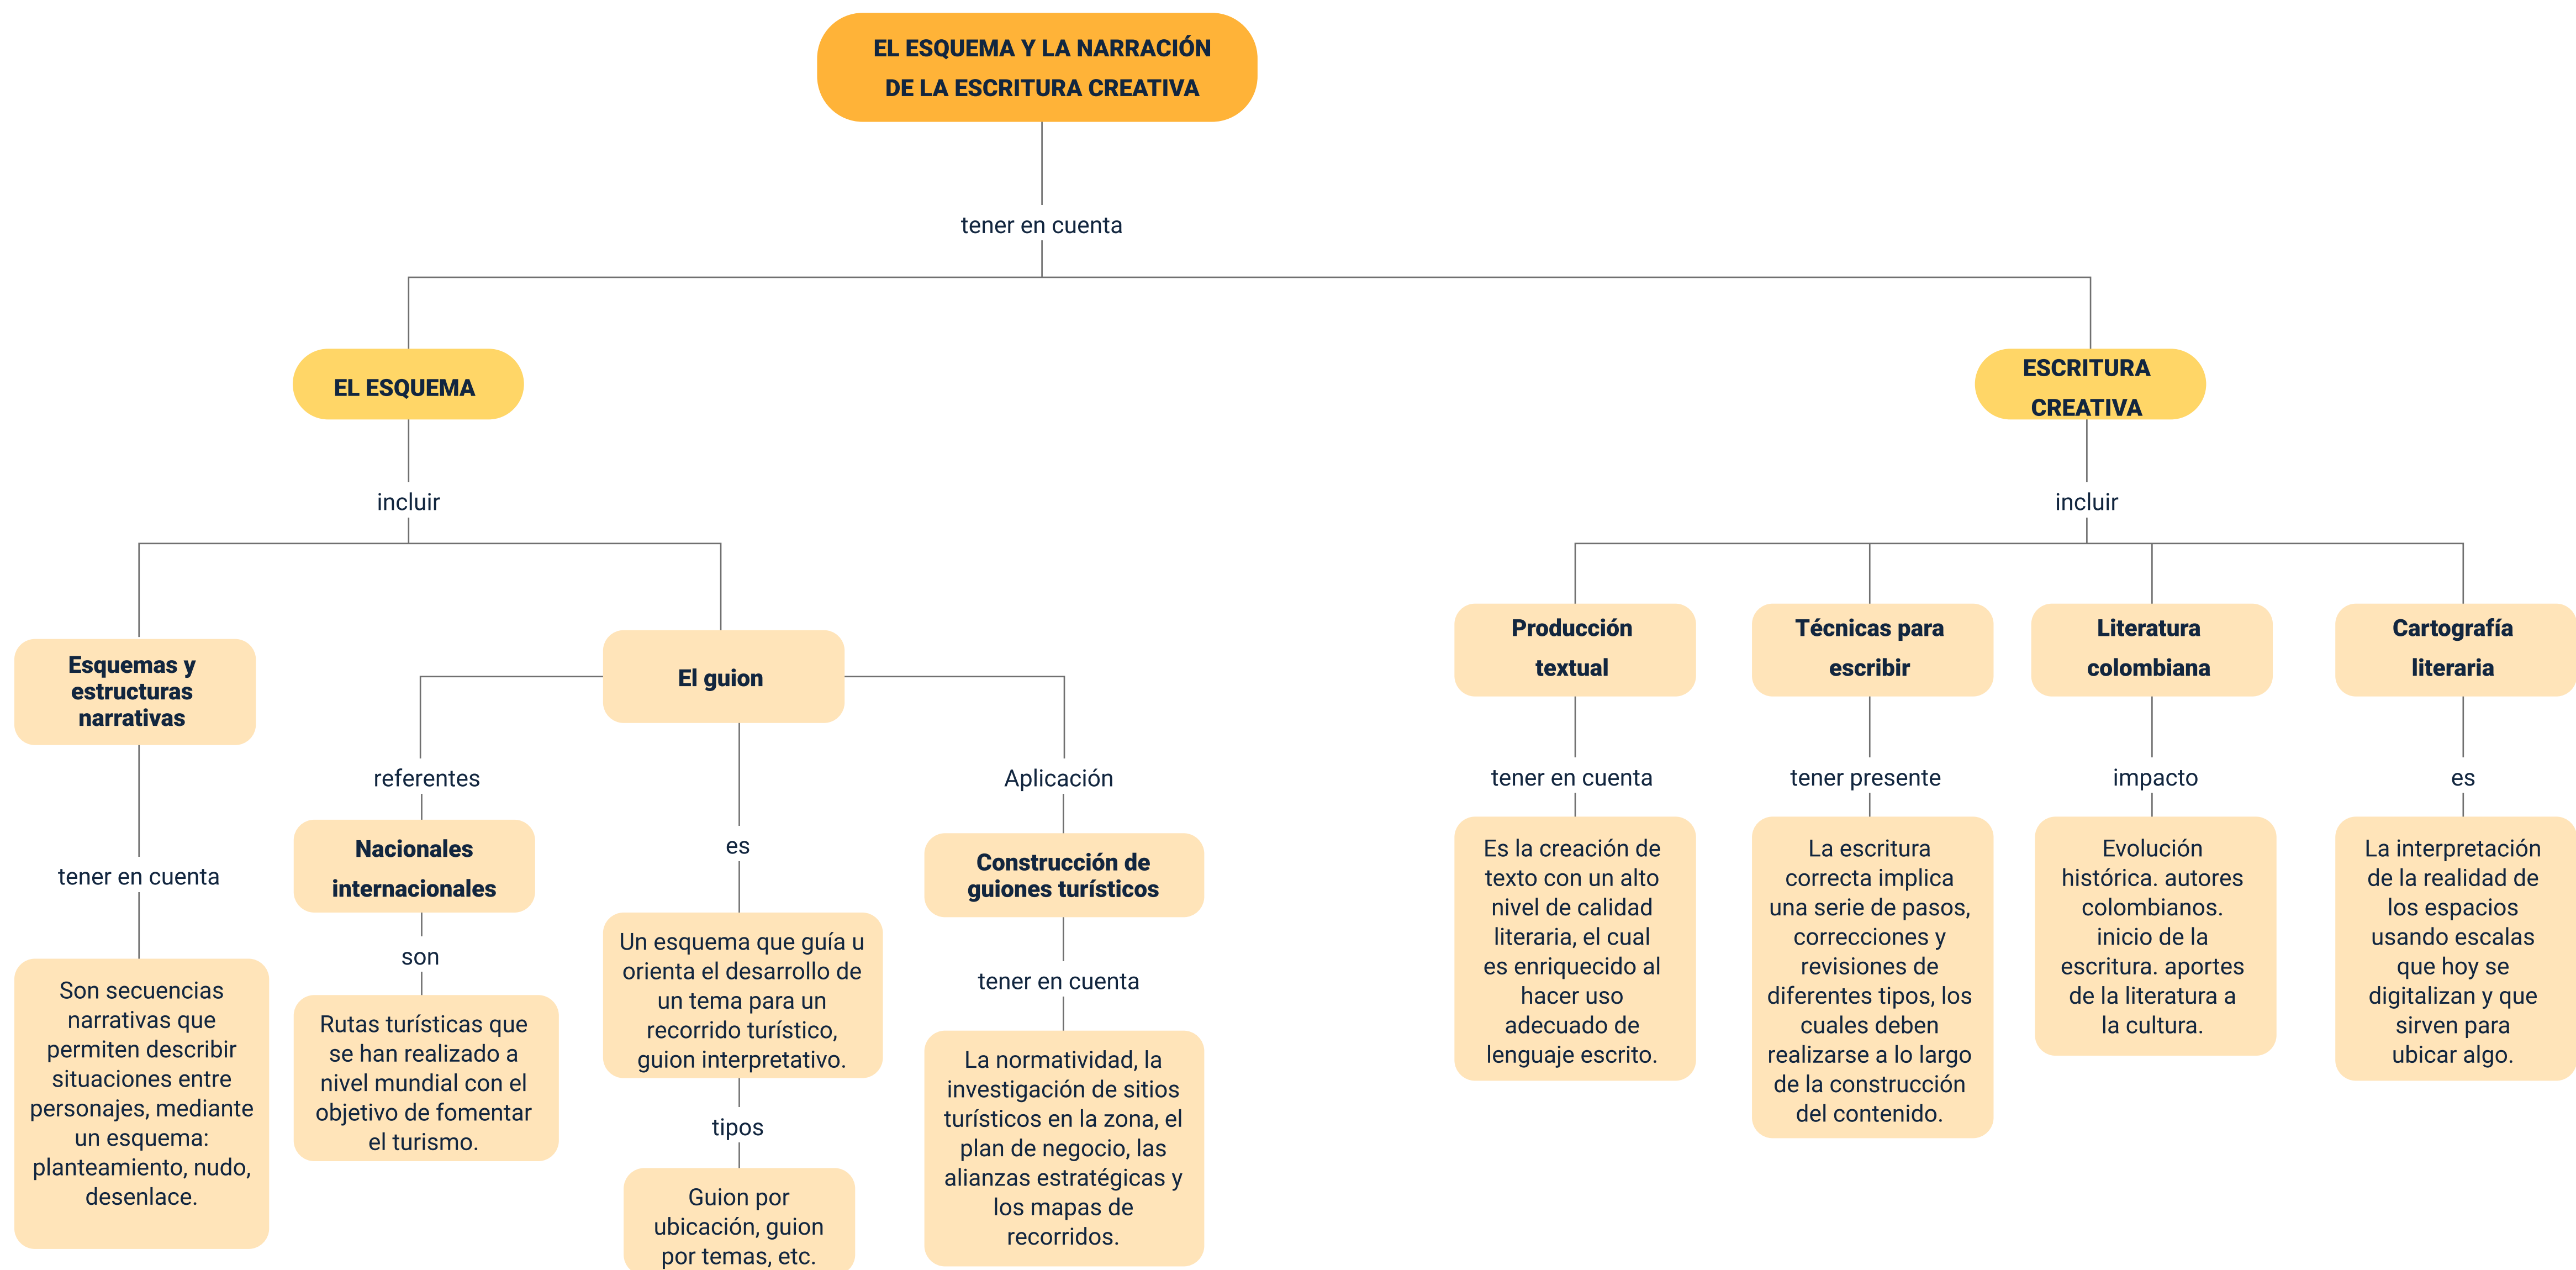 EL ESQUEMA Y LA NARRACIÓN
DE LA ESCRITURA CREATIVA
tener en cuenta
EL ESQUEMA
incluir
Esquemas y
estructuras
narrativas
tener en cuenta
Son secuencias
narrativas que
permiten describir
situaciones entre
personajes, mediante
un esquema:
planteamiento, nudo,
desenlace.
El guion
referentes
Nacionales
internacionales
son
Rutas turísticas que
se han realizado a
nivel mundial con el
objetivo de fomentar
el turismo.
es
Un esquema que guía u
orienta el desarrollo de
un tema para un
recorrido turístico,
guion interpretativo.
tipos
Guion por
ubicación, guion
por temas, etc.
Aplicación
Construcción de
guiones turísticos
tener en cuenta
La normatividad, la
investigación de sitios
turísticos en la zona, el
plan de negocio, las
alianzas estratégicas y
los mapas de
recorridos.
ESCRITURA
CREATIVA
incluir
Producción
textual
tener en cuenta
Es la creación de
texto con un alto
nivel de calidad
literaria, el cual
es enriquecido al
hacer uso
adecuado de
lenguaje escrito.
Técnicas para
escribir
tener presente
La escritura
correcta implica
una serie de pasos,
correcciones y
revisiones de
diferentes tipos, los
cuales deben
realizarse a lo largo
de la construcción
del contenido.
Literatura
colombiana
impacto
Evolución
histórica. autores
colombianos.
inicio de la
escritura. aportes
de la literatura a
la cultura.
Cartografía
literaria
es
La interpretación
de la realidad de
los espacios
usando escalas
que hoy se
digitalizan y que
sirven para
ubicar algo.